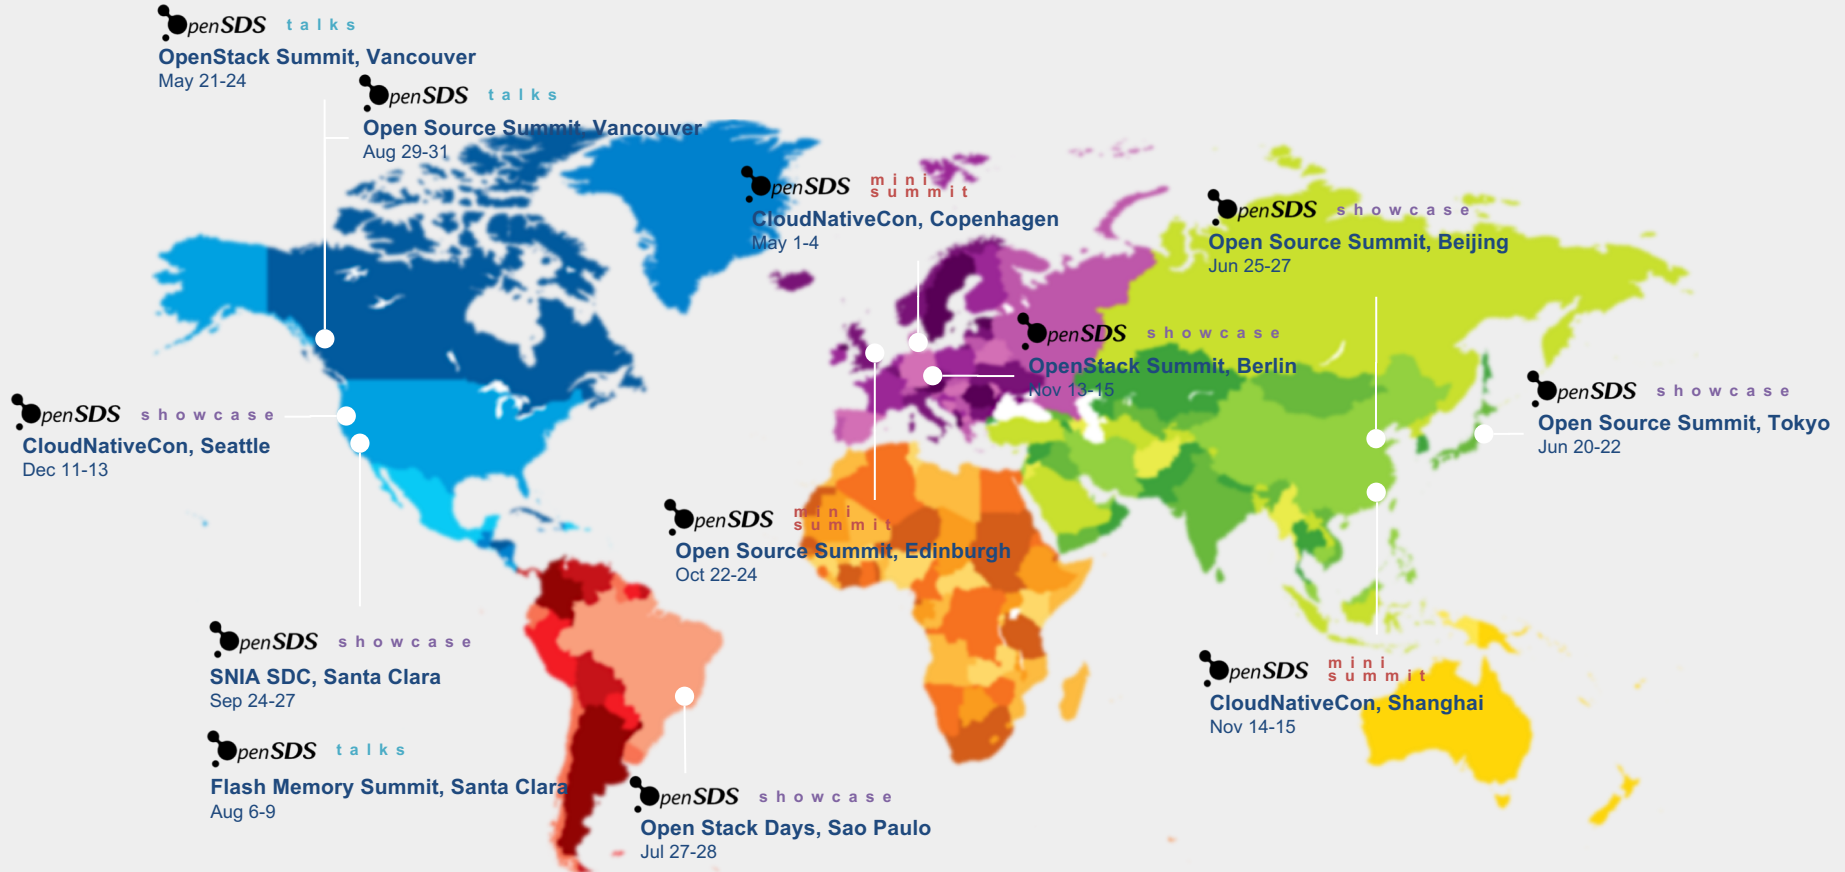 OpenSDS talks
OpenStack Summit, Vancouver
May 21-24
OpenSDS talks
Open Source Summit, Vancouver
Aug 29-31
OpenSDS mini summit
CloudNativeCon, Copenhagen
May 1-4
OpenSDS showcase
Open Source Summit, Beijing
Jun 25-27
OpenSDS showcase
OpenStack Summit, Berlin
Nov 13-15
OpenSDS showcase
Open Source Summit, Tokyo
Jun 20-22
OpenSDS showcase
CloudNativeCon, Seattle
Dec 11-13
OpenSDS mini summit
Open Source Summit, Edinburgh
Oct 22-24
OpenSDS showcase
SNIA SDC, Santa Clara
Sep 24-27
OpenSDS mini summit
CloudNativeCon, Shanghai
Nov 14-15
OpenSDS talks
Flash Memory Summit, Santa Clara
Aug 6-9
OpenSDS showcase
Open Stack Days, Sao Paulo
Jul 27-28